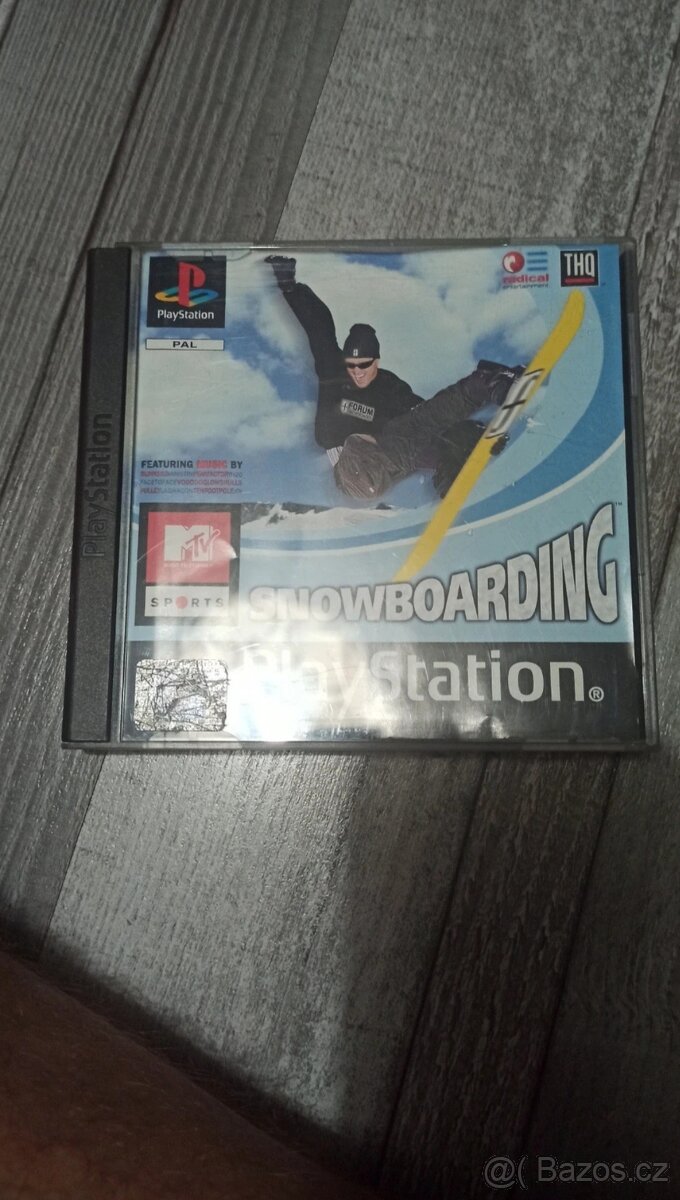 PlayStation
PAL
radical
entertainment
THQ
PlayStation
FORUM
FEATURING MUSIC BY
MTV
SPORTS
SNOWBOARDING
PlayStation®
@( Bazos.cz